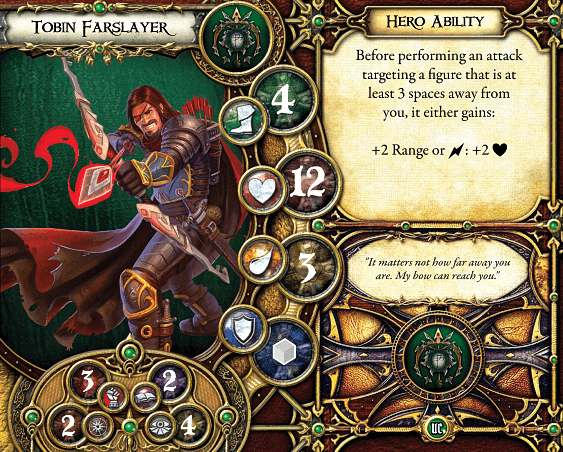 TOBIN FARSLAYER
4
12
3
3
2
2
4
HERO ABILITY
Before performing an attack
targeting a figure that is at
least 3 spaces away from
you, it either gains:
+2 Range or : +2
"It matters not how far away you
are. My bow can reach you."
UC